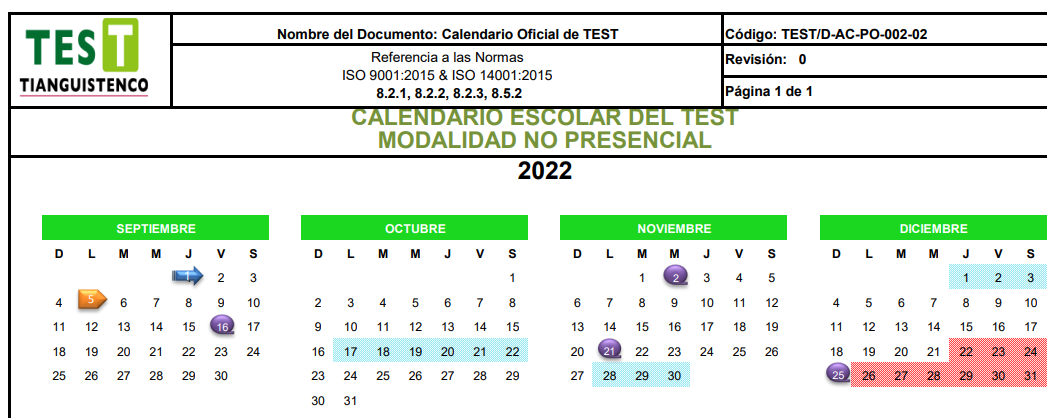 TEST
TIANGUISTENCO
Nombre del Documento: Calendario Oficial de TEST
Código: TEST/D-AC-PO-002-02
Referencia a las Normas
ISO 9001:2015 & ISO 14001:2015
8.2.1, 8.2.2, 8.2.3, 8.5.2
Revisión: 0
Página 1 de 1
CALENDARIO ESCOLAR DEL TEST
MODALIDAD NO PRESENCIAL
2022
SEPTIEMBRE
D L M M J V S
1 2 3
4 5 6 7 8 9 10
11 12 13 14 15 16 17
18 19 20 21 22 23 24
25 26 27 28 29 30
OCTUBRE
D L M M J V S
1
2 3 4 5 6 7 8
9 10 11 12 13 14 15
16 17 18 19 20 21 22
23 24 25 26 27 28 29
30 31
NOVIEMBRE
D L M M J V S
1 2 3 4 5
6 7 8 9 10 11 12
13 14 15 16 17 18 19
20 21 22 23 24 25 26
27 28 29 30
DICIEMBRE
D L M M J V S
1 2 3
4 5 6 7 8 9 10
11 12 13 14 15 16 17
18 19 20 21 22 23 24
25 26 27 28 29 30 31